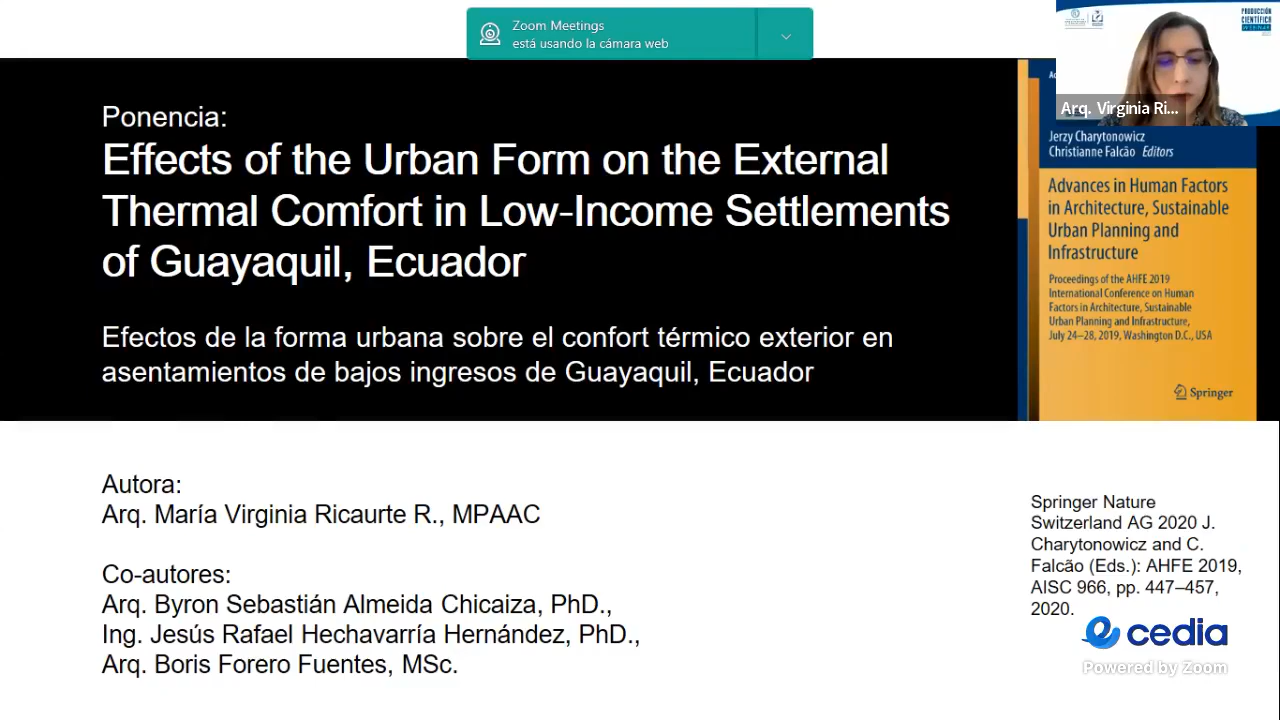 Zoom Meetings
está usando la cámara web
PRODUCCIÓN
CIENTÍFICA
WEBINAR
Arq. Virginia Ri...
Ponencia:
Effects of the Urban Form on the External
Thermal Comfort in Low-Income Settlements
of Guayaquil, Ecuador
Efectos de la forma urbana sobre el confort térmico exterior en
asentamientos de bajos ingresos de Guayaquil, Ecuador
Jerzy Charytonowicz
Christianne Falcão Editors
Advances in Human Factors
in Architecture, Sustainable
Urban Planning and
Infrastructure
Proceedings of the AHFE 2019
International Conference on Human
Factors in Architecture, Sustainable
Urban Planning and Infrastructure,
July 24–28, 2019, Washington D.C., USA
Springer
Autora:
Arq. María Virginia Ricaurte R., MPAAC
Co-autores:
Arq. Byron Sebastián Almeida Chicaiza, PhD.,
Ing. Jesús Rafael Hechavarría Hernández, PhD.,
Arq. Boris Forero Fuentes, MSc.
Springer Nature
Switzerland AG 2020 J.
Charytonowicz and C.
Falcão (Eds.): AHFE 2019,
AISC 966, pp. 447–457,
2020.
cedia
Powered by Zoom